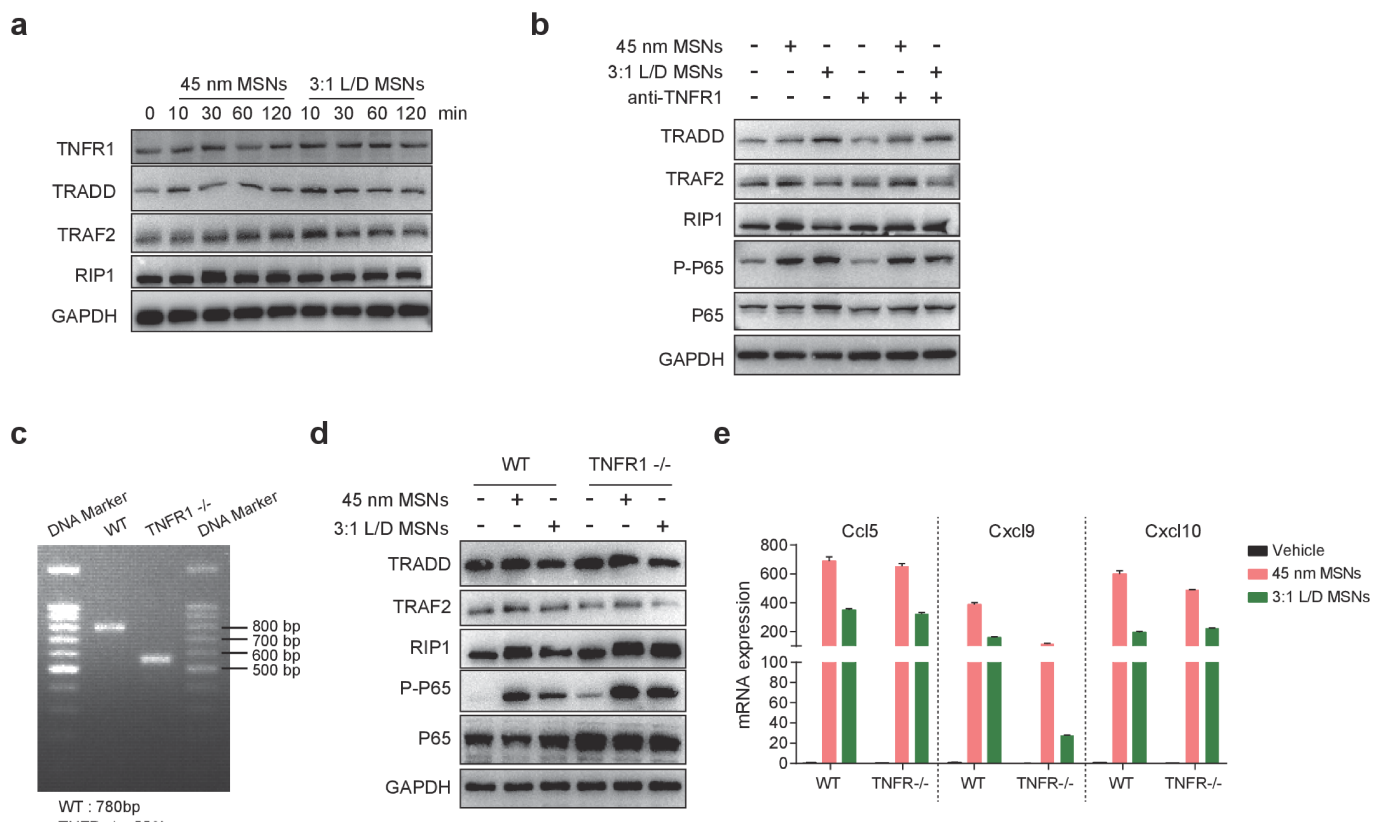 a
45 nm MSNs 3:1 L/D MSNs
0 10 30 60 120 10 30 60 120 min
TNFR1
TRADD
TRAF2
RIP1
GAPDH
b
45 nm MSNs - + - - + -
3:1 L/D MSNs - - + - - +
anti-TNFR1 - - - + + +
TRADD
TRAF2
RIP1
P-P65
P65
GAPDH
c
DNA Marker WT TNFR1 -/- DNA Marker
800 bp
700 bp
600 bp
500 bp
WT : 780bp
d
WT TNFR1 -/-
45 nm MSNs - + - - + -
3:1 L/D MSNs - - + - - +
TRADD
TRAF2
RIP1
P-P65
P65
GAPDH
e
Ccl5 Cxcl9 Cxcl10
mRNA expression
800
600
400
200
100
80
60
40
20
0
WT TNFR-/- WT TNFR-/- WT TNFR-/-
Vehicle
45 nm MSNs
3:1 L/D MSNs